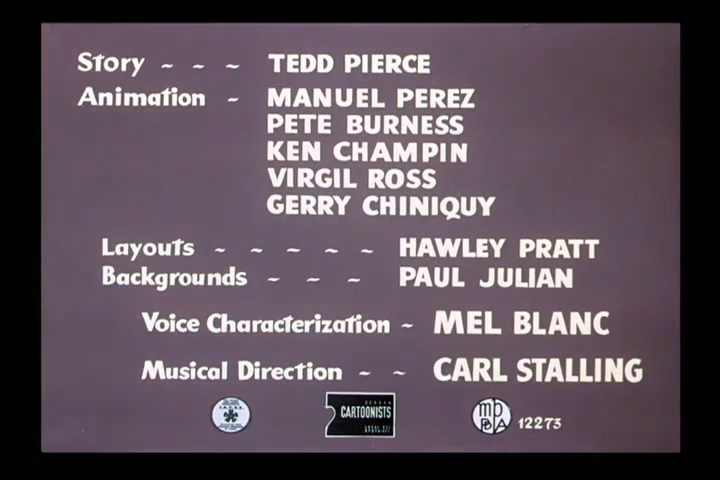 Story - - - TEDD PIERCE
Animation - MANUEL PEREZ
PETE BURNESS
KEN CHAMPIN
VIRGIL ROSS
GERRY CHINIQUY
Layouts - - - - - HAWLEY PRATT
Backgrounds - - - PAUL JULIAN
Voice Characterization - MEL BLANC
Musical Direction - - CARL STALLING
SCREEN
CARTOONISTS
12273